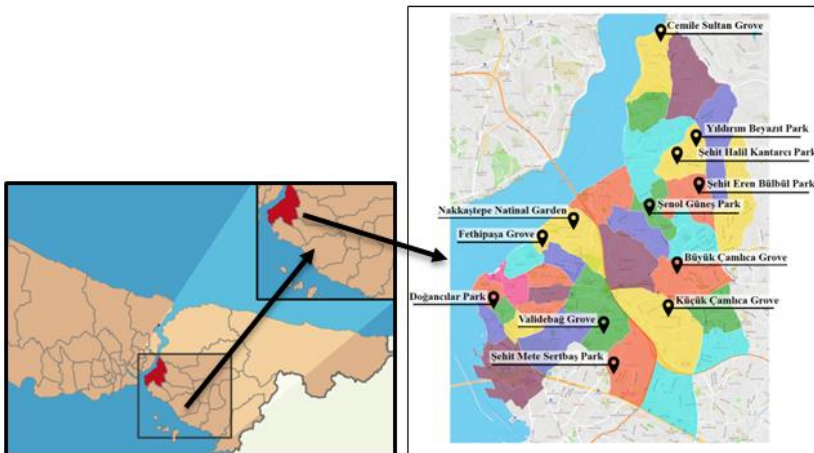 Cemile Sultan Grove
Yıldırım Beyazıt Park
Şehit Halil Kantarcı Park
Şehit Eren Bülbül Park
Şenol Güneş Park
Nakkaştepe Natinal Garden
Fethipaşa Grove
Büyük Çamlıca Grove
Doğancılar Park
Küçük Çamlıca Grove
Validebağ Grove
Şehit Mete Sertbaş Park